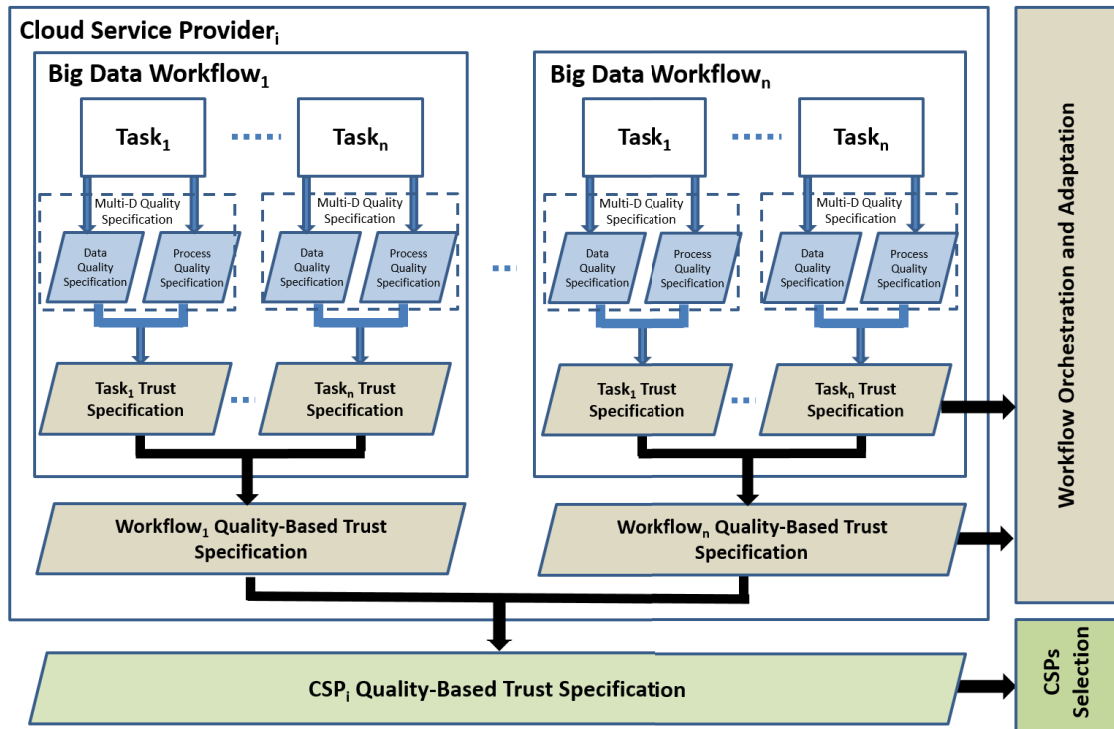 Cloud Service Provideri
Big Data Workflow1
Big Data Workflown
Task1
Taskn
Task1
Taskn
Multi-D Quality
Specification
Multi-D Quality
Specification
Multi-D Cuality
Specification
Multi-D Quality
Specification
Data
Quality
Specification
Process
Quality
Specification
Data
Quality
Specification
Process
Quality
Specification
Data
Quality
Specification
Process
Quality
Specification
Data
Quality
Specification
Process
Quality
Specification
Task1 Trust
Specification
Taskn Trust
Specification
Task1 Trust
Specification
Taskn Trust
Specification
Workflow1 Quality-Based Trust
Specification
Workflown Quality-Based Trust
Specification
CSPi Quality-Based Trust Specification
Workflow Orchestration and Adaptation
CSPs
Selection